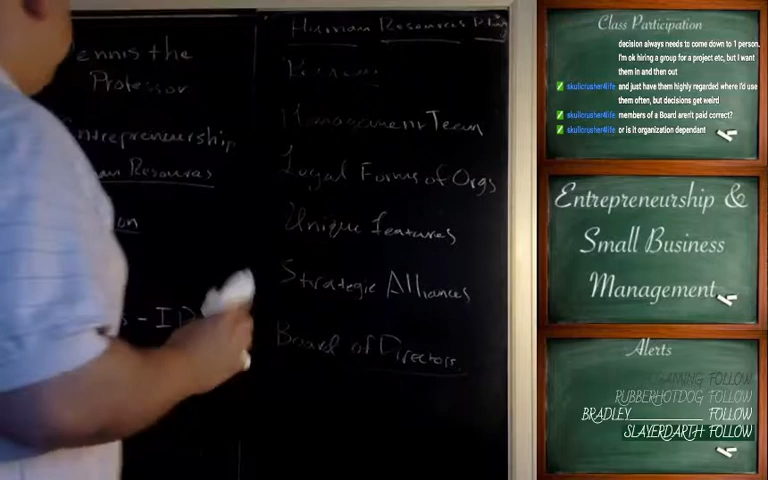 ennis the
Professor
ntrepreneurship
an Resources
on
s - ID
Human Resources Plan
Management Team
Legal Forms of Orgs
Unique Features
Strategic Alliances
Board of Directors
Class Participation
decision always needs to come down to 1 person.
I'm ok hiring a group for a project etc, but I want
them in and then out
skullcrusher4life and just have them highly regarded where I'd use
them often, but decisions get weird
skullcrusher4life members of a Board aren't paid correct?
skullcrusher4life or is it organization dependant
Entrepreneurship &
Small Business
Management
Alerts
GAMING FOLLOW
RUBBERHOTDOG FOLLOW
BRADLEY____________ FOLLOW
SLAYERDARTH FOLLOW